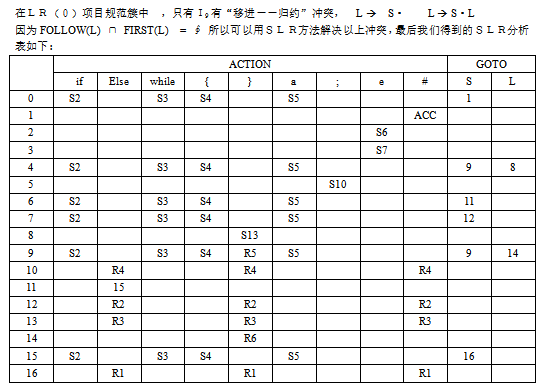 在ＬＲ（０）项目规范簇中 ，只有 I₉ 有“移进－－归约”冲突， L→ S· L→ S·L
因为 FOLLOW(L) ∩ FIRST(L) = ∮ 所以可以用ＳＬＲ方法解决以上冲突，最后我们得到的ＳＬＲ分析
表如下：
ACTION GOTO
if Else while { } a ; e # S L
0 S2 S3 S4 S5 1
1 ACC
2 S6
3 S7
4 S2 S3 S4 S5 9 8
5 S10
6 S2 S3 S4 S5 11
7 S2 S3 S4 S5 12
8 S13
9 S2 S3 S4 R5 S5 9 14
10 R4 R4 R4
11 15
12 R2 R2 R2
13 R3 R3 R3
14 R6
15 S2 S3 S4 S5 16
16 R1 R1 R1